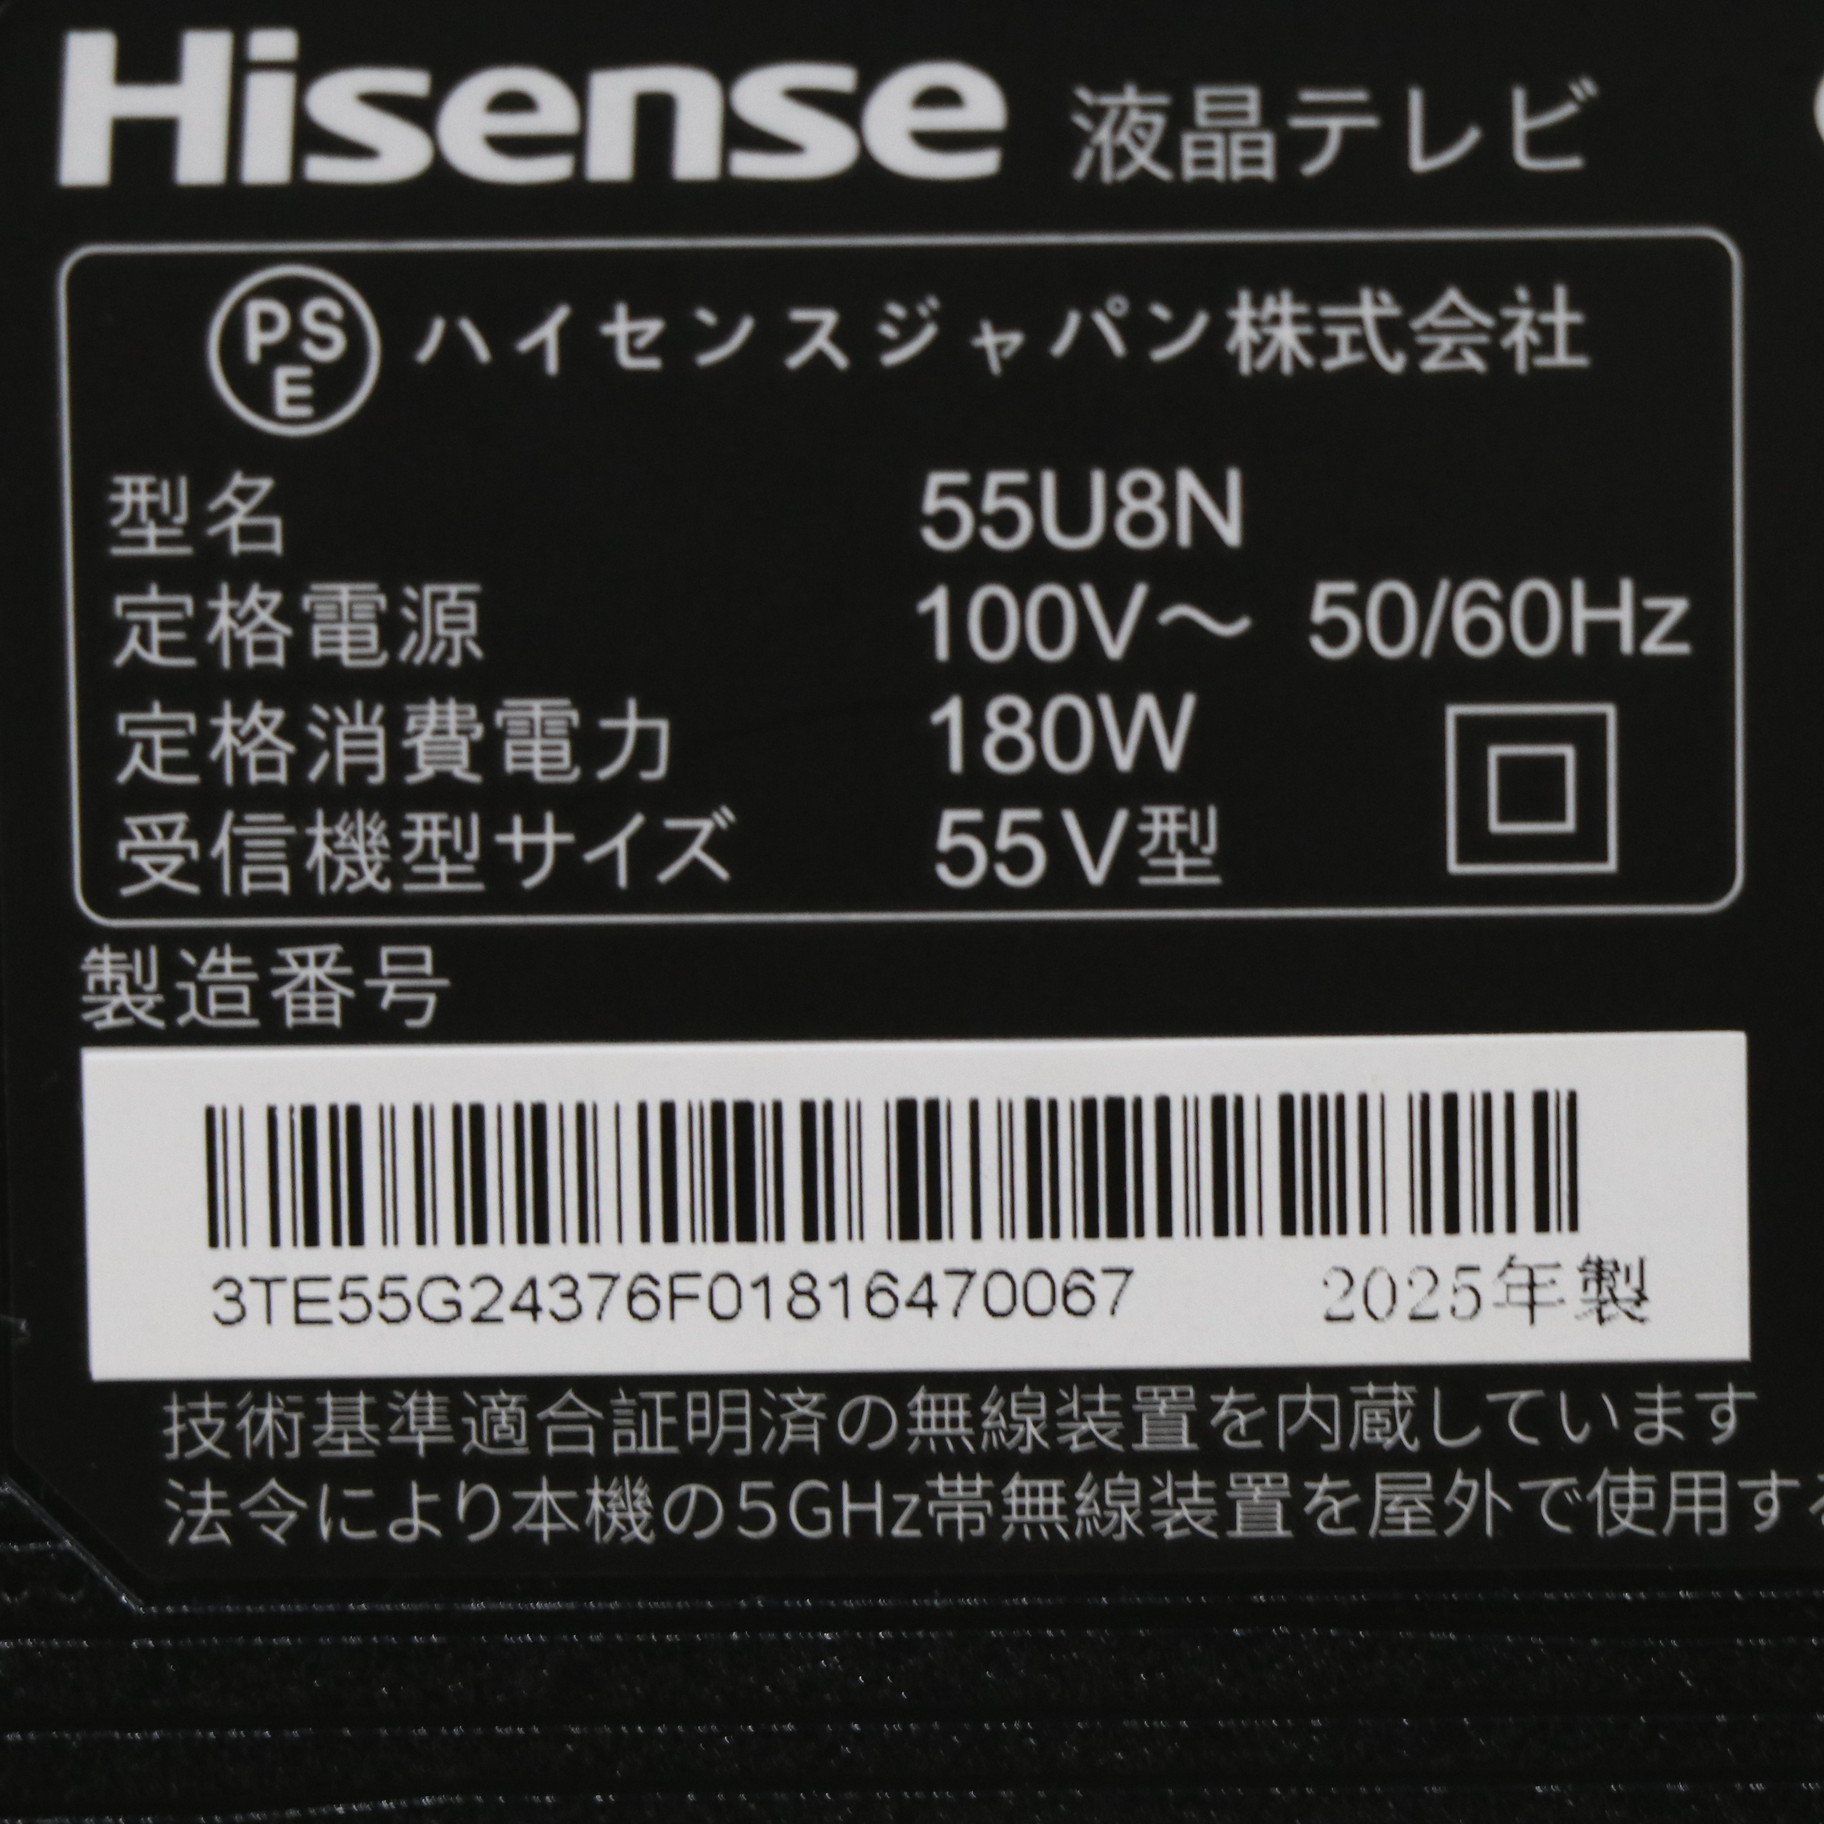 Hisense 液晶テレビ
PSE ハイセンスジャパン株式会社
型名 55U8N
定格電源 100V～ 50/60Hz
定格消費電力 180W
受信機型サイズ 55V型
製造番号
3TE55G24376F01816470067 2025年製
技術基準適合証明済の無線装置を内蔵しています
法令により本機の5GHz帯無線装置を屋外で使用する